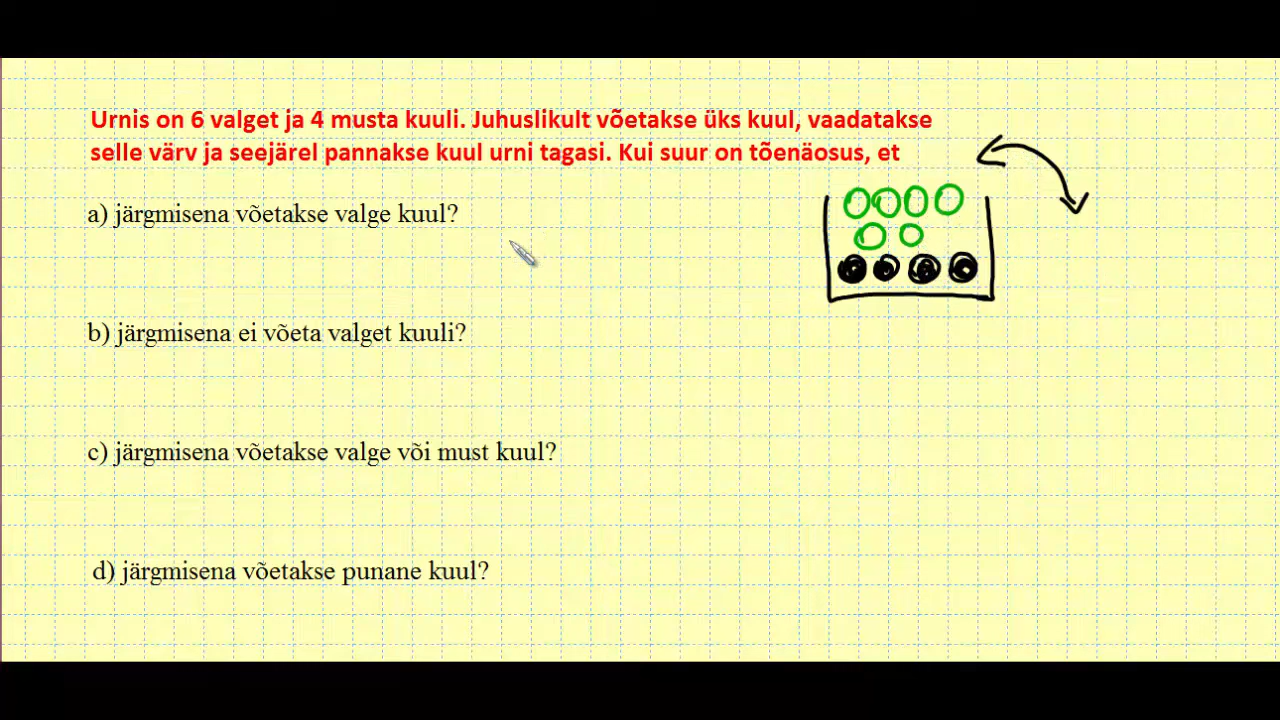 Urnis on 6 valget ja 4 musta kuuli. Juhuslikult võetakse üks kuul, vaadatakse
selle värv ja seejärel pannakse kuul urni tagasi. Kui suur on tõenäosus, et
a) järgmisena võetakse valge kuul?
b) järgmisena ei võeta valget kuuli?
c) järgmisena võetakse valge või must kuul?
d) järgmisena võetakse punane kuul?